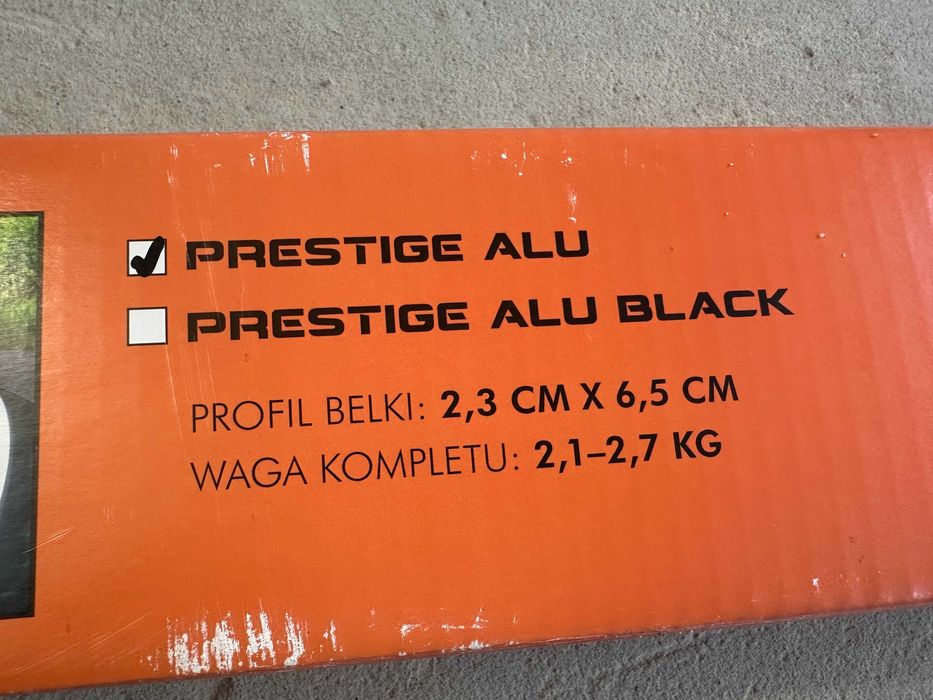 PRESTIGE ALU
PRESTIGE ALU BLACK
PROFIL BELKI: 2,3 CM X 6,5 CM
WAGA KOMPLETU: 2,1–2,7 KG